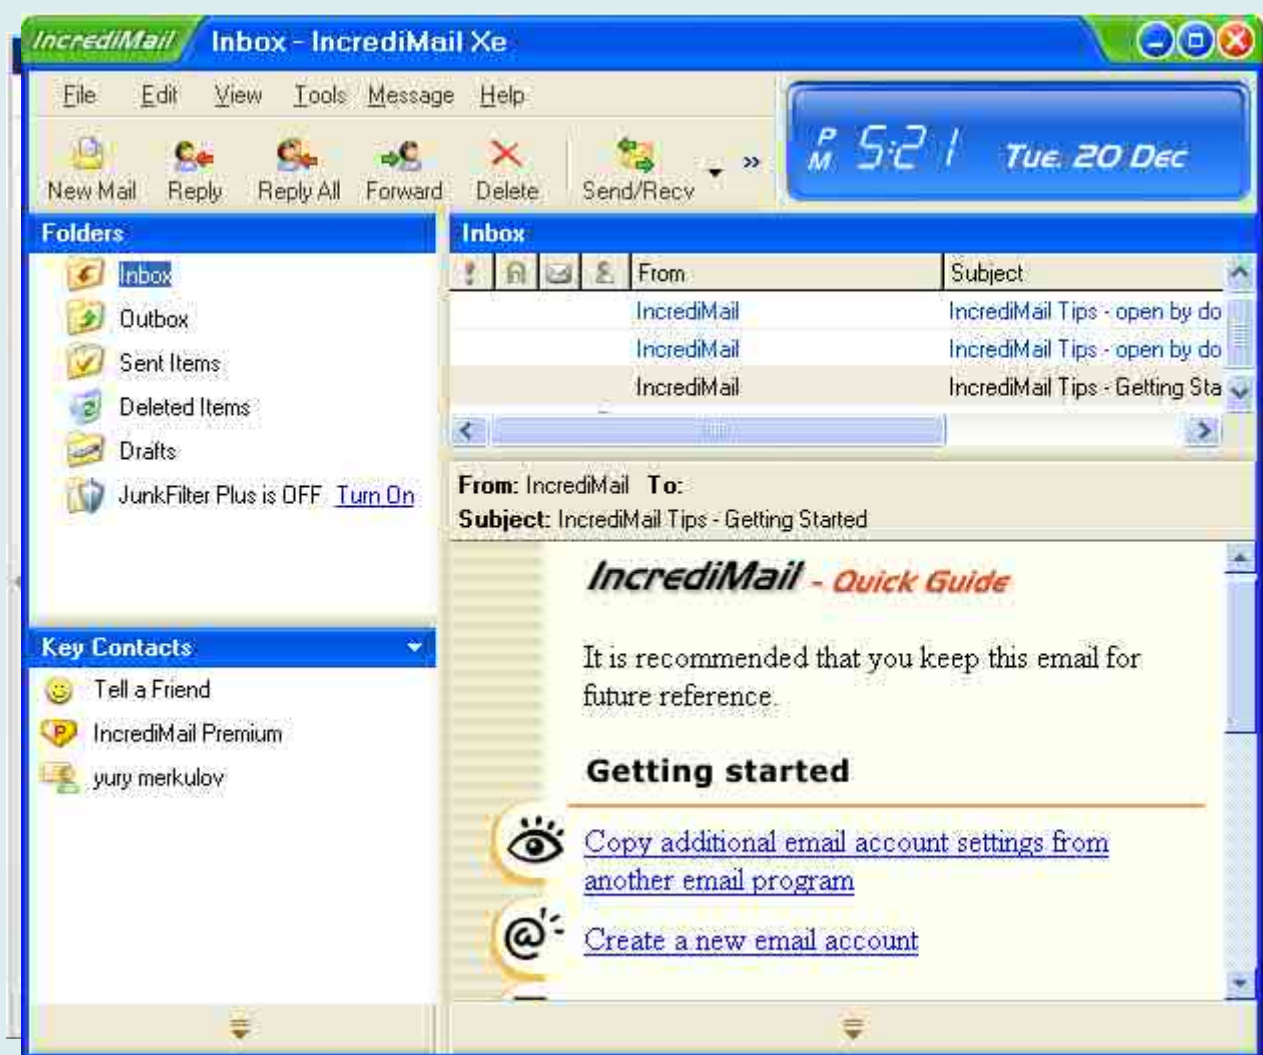 IncrediMail Inbox - IncrediMail Xe
File Edit View Tools Message Help
PM 5:21 Tue. 20 Dec
New Mail Reply Reply All Forward Delete Send/Recv »
Folders
Inbox
Outbox
Sent Items
Deleted Items
Drafts
JunkFilter Plus is OFF Turn On
Key Contacts
Tell a Friend
P IncrediMail Premium
yury merkulov
Inbox
! From Subject
IncrediMail IncrediMail Tips - open by do
IncrediMail IncrediMail Tips - open by do
IncrediMail IncrediMail Tips - Getting Sta
From: IncrediMail To:
Subject: IncrediMail Tips - Getting Started
IncrediMail - Quick Guide
It is recommended that you keep this email for
future reference.
Getting started
Copy additional email account settings from
another email program
@ Create a new email account